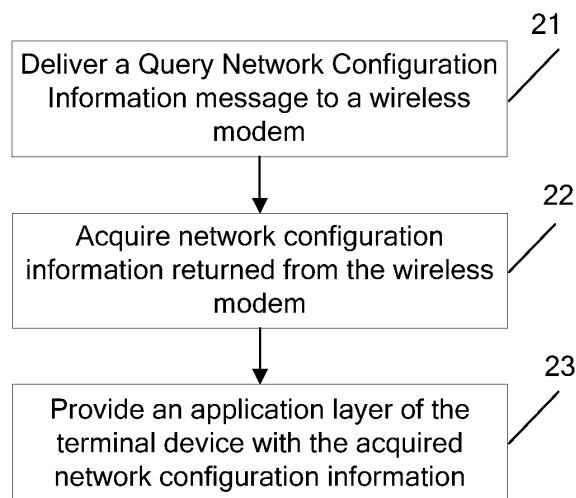 21
Deliver a Query Network Configuration
Information message to a wireless
modem
22
Acquire network configuration
information returned from the wireless
modem
23
Provide an application layer of the
terminal device with the acquired
network configuration information